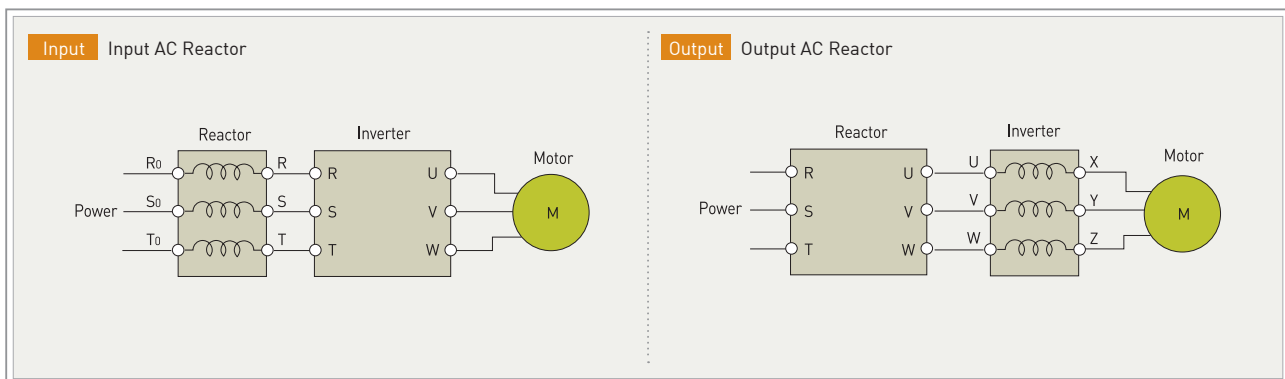 Input Input AC Reactor
Reactor Inverter
Motor
R0 R R U
Power S0 S S V M
T0 T T W
Output Output AC Reactor
Reactor Inverter
Motor
R U U X
Power S V V Y M
T W W Z